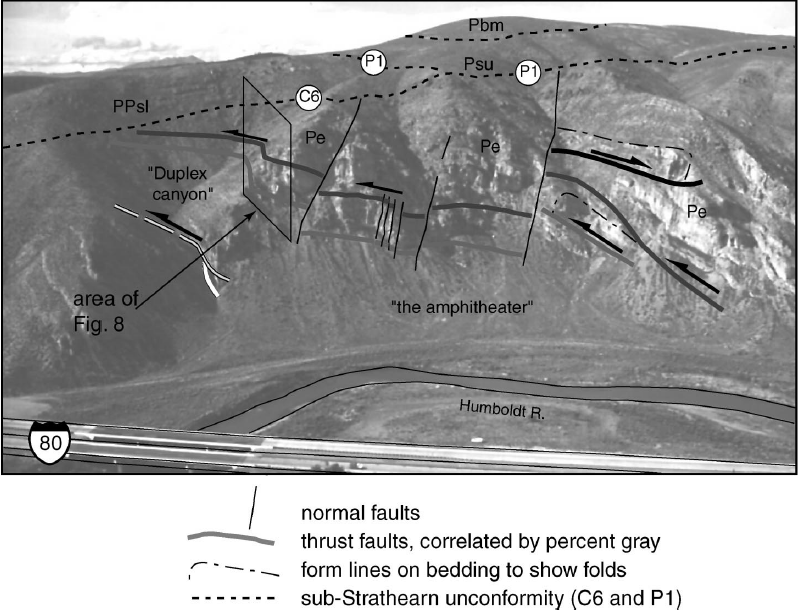 Pbm
P1
Psu
P1
C6
PPsl
Pe
Pe
"Duplex
canyon"
Pe
area of
Fig. 8
"the amphitheater"
Humboldt R.
80
normal faults
thrust faults, correlated by percent gray
form lines on bedding to show folds
sub-Strathearn unconformity (C6 and P1)